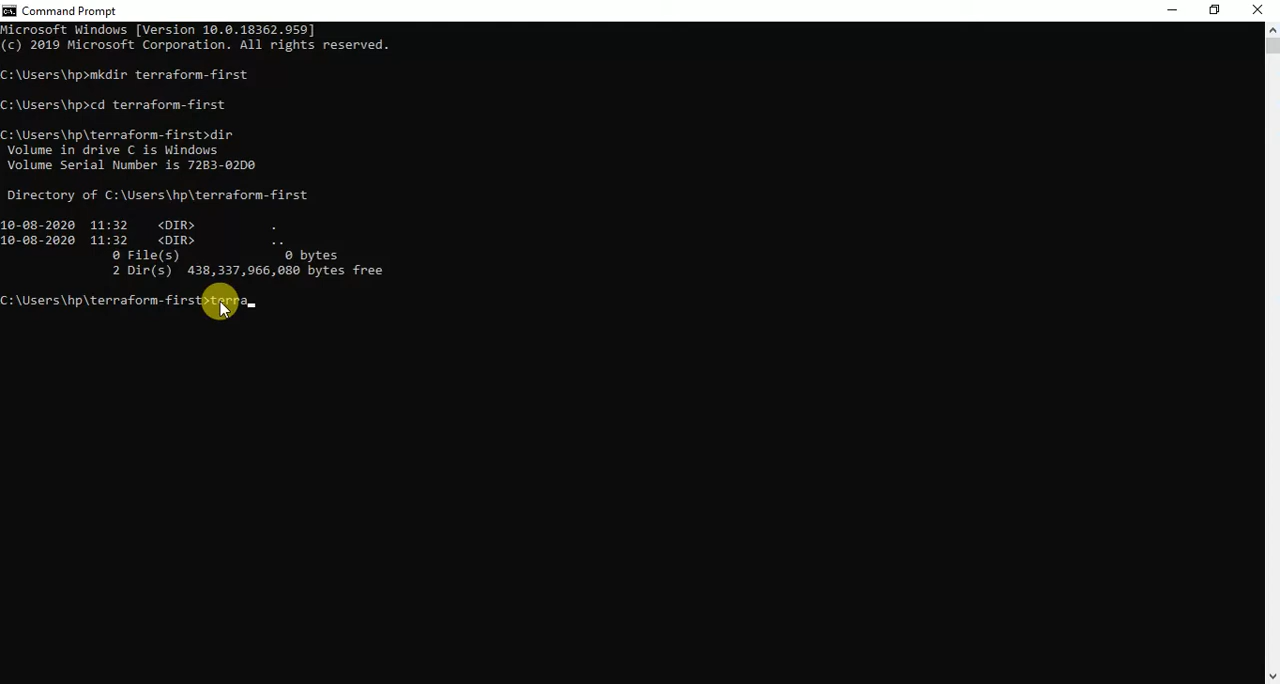 Command Prompt
Microsoft Windows [Version 10.0.18362.959]
(c) 2019 Microsoft Corporation. All rights reserved.
C:\Users\hp>mkdir terraform-first
C:\Users\hp>cd terraform-first
C:\Users\hp\terraform-first>dir
Volume in drive C is Windows
Volume Serial Number is 72B3-02D0
Directory of C:\Users\hp\terraform-first
10-08-2020  11:32    <DIR>          .
10-08-2020  11:32    <DIR>          ..
0 File(s)              0 bytes
2 Dir(s)  438,337,966,080 bytes free
C:\Users\hp\terraform-first>terra_